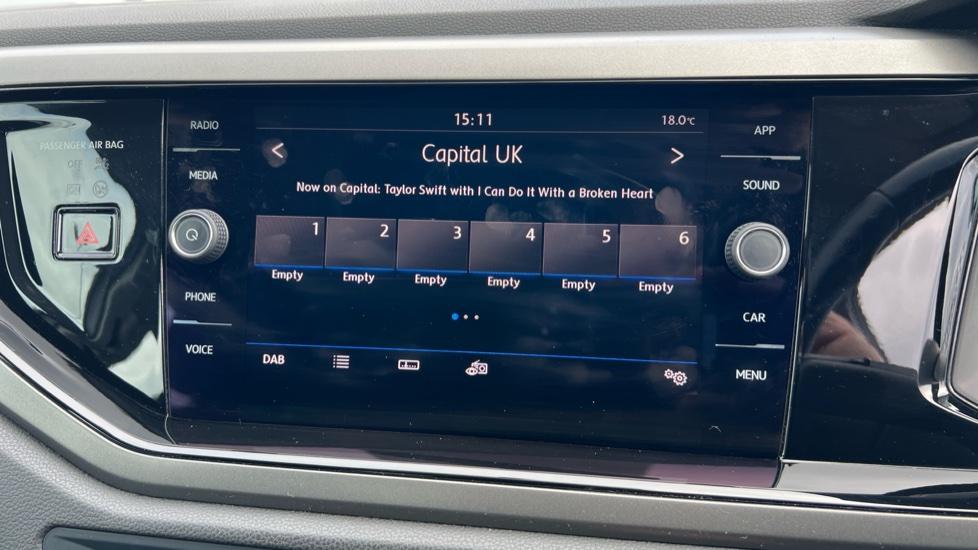 PASSENGER AIR BAG
OFF
RADIO
MEDIA
PHONE
VOICE
15:11
18.0°C
< Capital UK >
Now on Capital: Taylor Swift with I Can Do It With a Broken Heart
1 2 3 4 5 6
Empty Empty Empty Empty Empty Empty
DAB
APP
SOUND
CAR
MENU